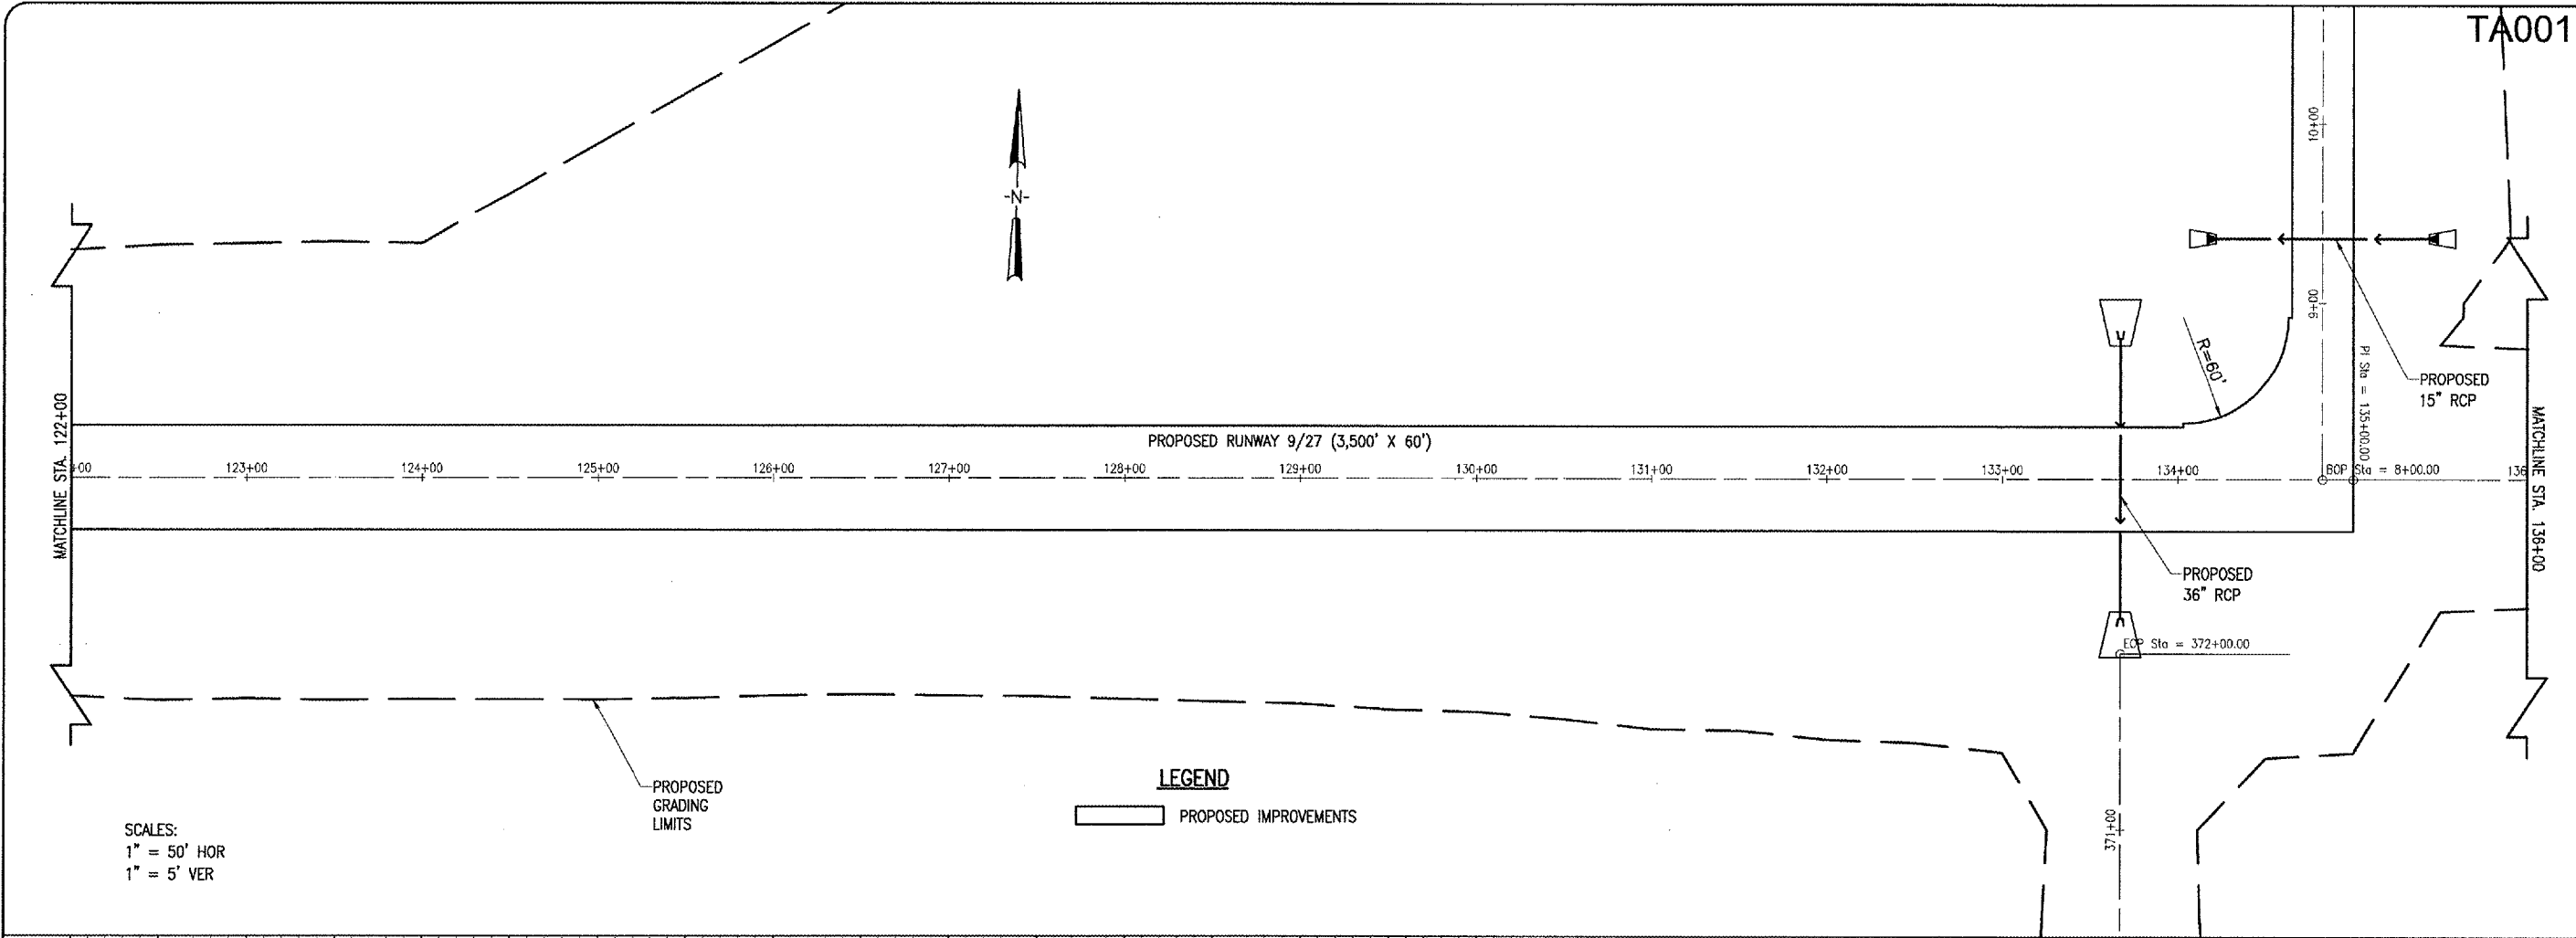 TA001
-N-
10+00
9+00
R=60'
PI Sta = 135+00.00
PROPOSED
15" RCP
MATCHLINE STA. 122+00
PROPOSED RUNWAY 9/27 (3,500' X 60')
+00
123+00
124+00
125+00
126+00
127+00
128+00
129+00
130+00
131+00
132+00
133+00
134+00
BOP Sta = 8+00.00
136
MATCHLINE STA. 136+00
PROPOSED
36" RCP
EOP Sta = 372+00.00
371+00
PROPOSED
GRADING
LIMITS
LEGEND
PROPOSED IMPROVEMENTS
SCALES:
1" = 50' HOR
1" = 5' VER